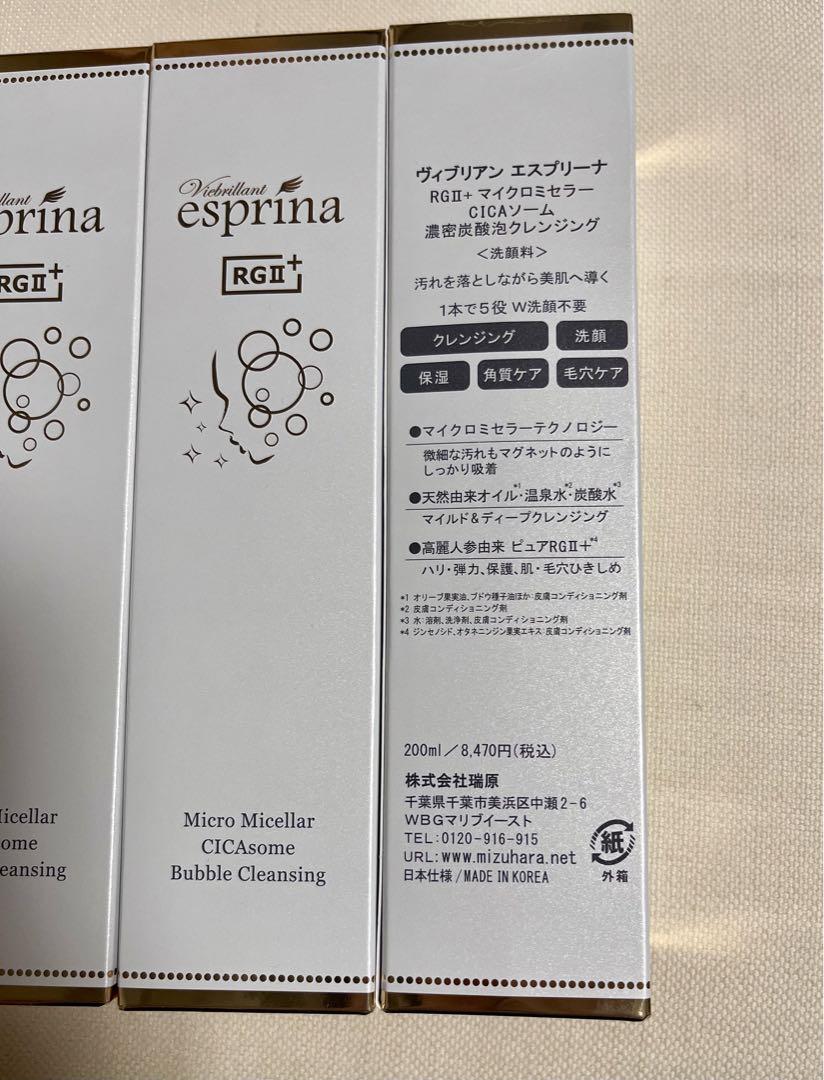 llant
sprina
RGII+
Micellar
some
eansing
Viebrillant
esprina
RGII+
Micro Micellar
CICAsome
Bubble Cleansing
ヴィブリアン エスプリーナ
RGⅡ+ マイクロミセラー
CICAソーム
濃密炭酸泡クレンジング
＜洗顔料＞
汚れを落としながら美肌へ導く
1本で5役 W洗顔不要
クレンジング 洗顔
保湿 角質ケア 毛穴ケア
●マイクロミセラーテクノロジー
微細な汚れもマグネットのように
しっかり吸着
●天然由来オイル*1・温泉水*2・炭酸水*3
マイルド＆ディープクレンジング
●高麗人参由来 ピュアRGⅡ＋*4
ハリ・弾力、保護、肌・毛穴ひきしめ
*1 オリーブ果実油、ブドウ種子油ほか：皮膚コンディショニング剤
*2 皮膚コンディショニング剤
*3 水：溶剤、洗浄剤、皮膚コンディショニング剤
*4 ジンセノシド、オタネニンジン果実エキス：皮膚コンディショニング剤
200ml／8,470円(税込)
株式会社瑞原
千葉県千葉市美浜区中瀬2-6
WBGマリブイースト
TEL:0120-916-915
URL:www.mizuhara.net
日本仕様/MADE IN KOREA
紙
外箱